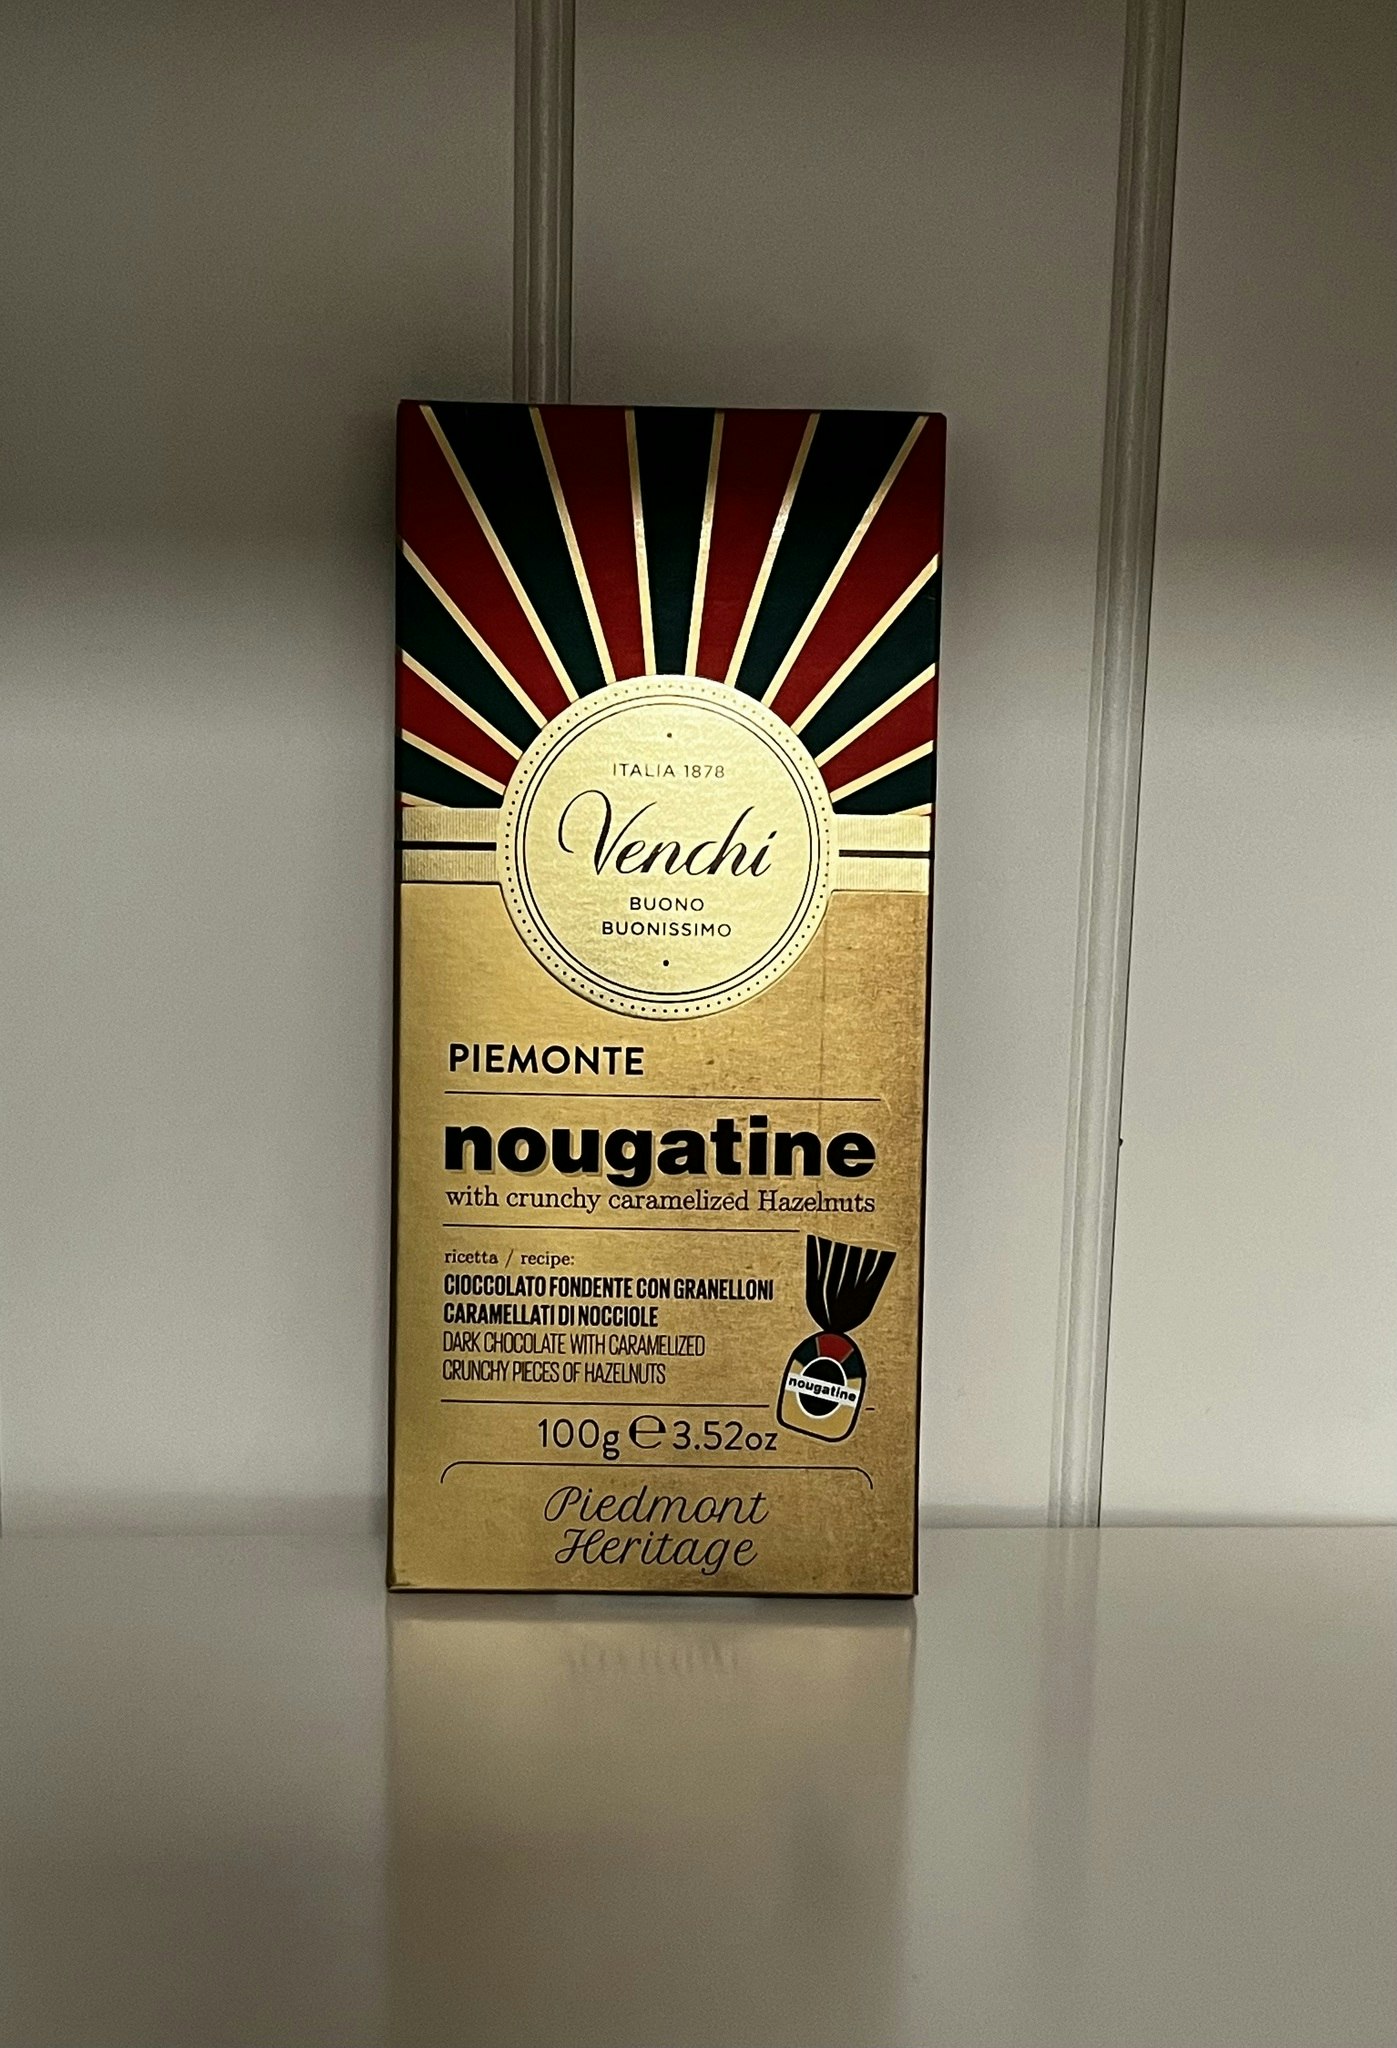 ITALIA 1878
Venchi
BUONO
BUONISSIMO
PIEMONTE
nougatine
with crunchy caramelized Hazelnuts
ricetta / recipe:
CIOCCOLATO FONDENTE CON GRANELLONI
CARAMELLATI DI NOCCIOLE
DARK CHOCOLATE WITH CARAMELIZED
CRUNCHY PIECES OF HAZELNUTS
nougatine
100g ℮ 3.52oz
Piedmont
Heritage